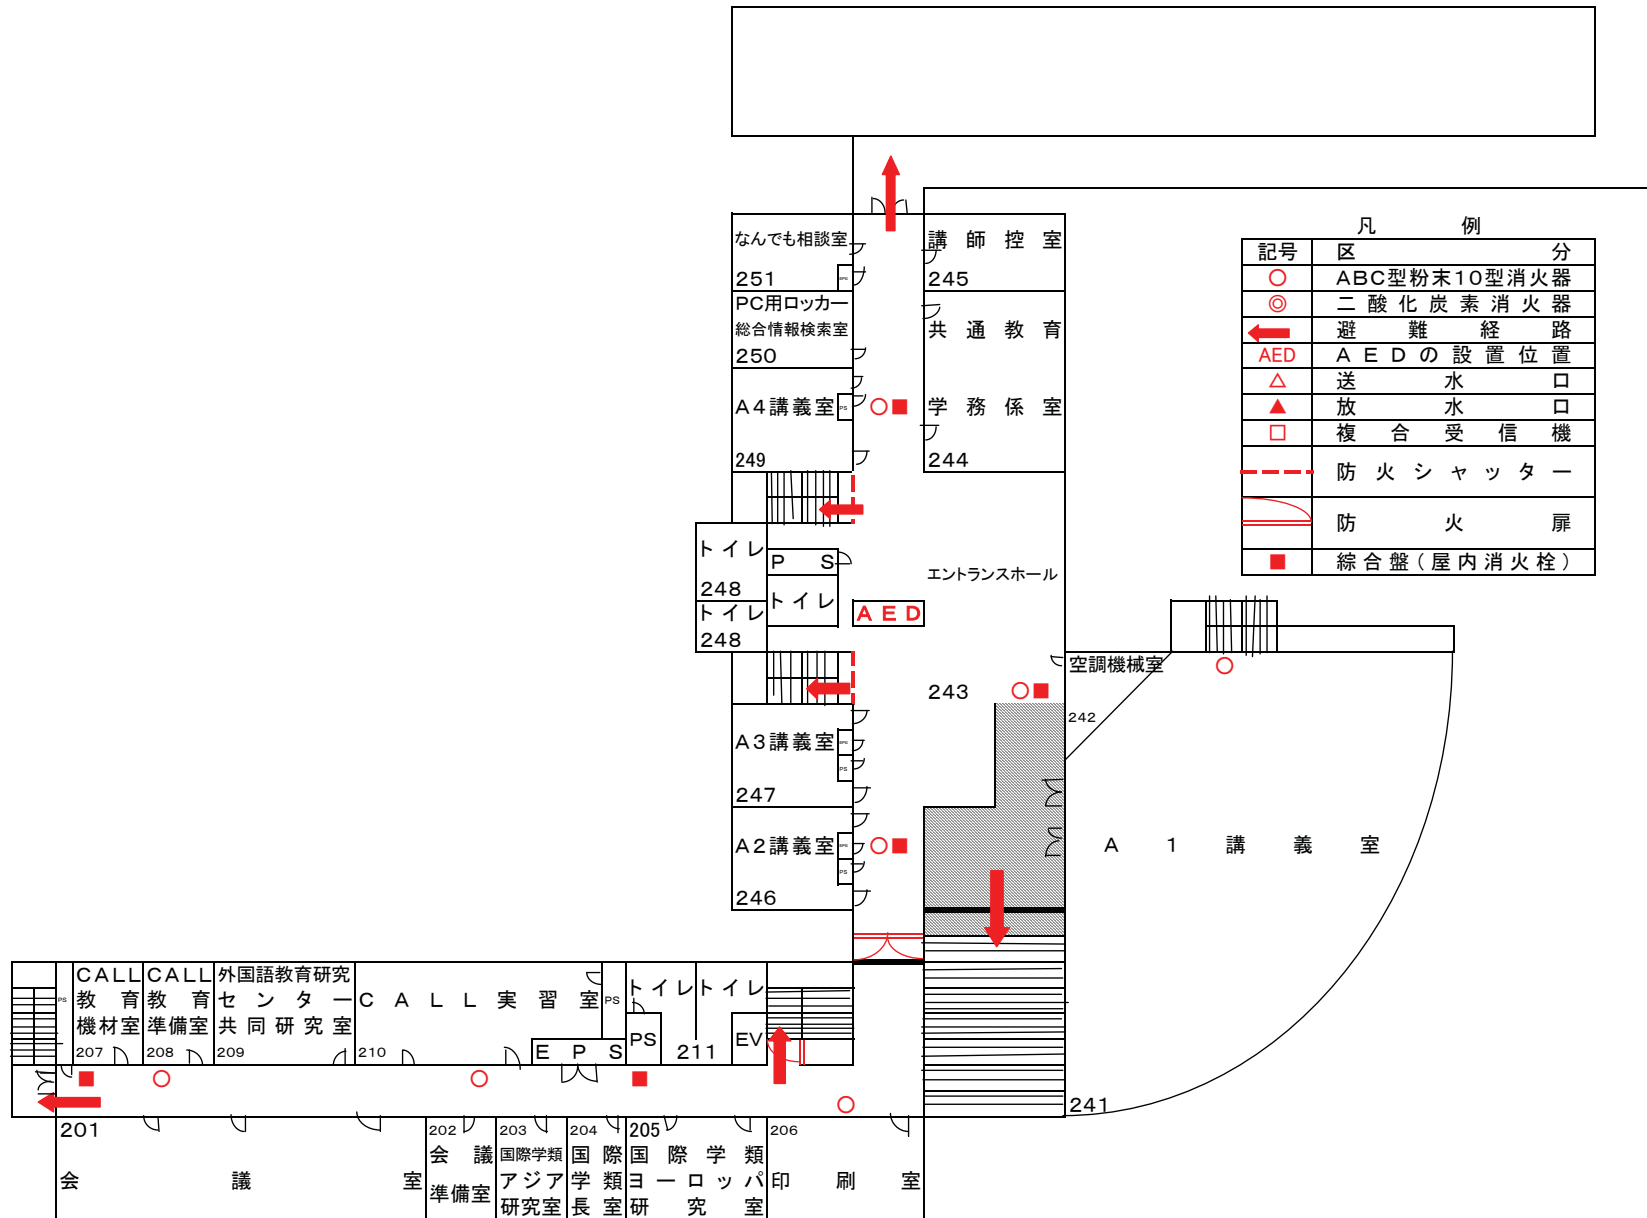 凡例
記号 区分
ABC型粉末10型消火器
二酸化炭素消火器
避難経路
AED AEDの設置位置
送水口
放水口
複合受信機
防火シャッター
防火扉
綜合盤(屋内消火栓)
なんでも相談室
251
講師控室
245
PC用ロッカー
総合情報検索室
250
共通教育
学務係室
244
A4講義室
PS
249
トイレ
248
トイレ
248
PS
トイレ
AED
エントランスホール
243
空調機械室
242
A3講義室
PS
247
A2講義室
PS
246
A1講義室
241
PS
CALL
教育
機材室
207
CALL
教育
準備室
208
外国語教育研究
センター
共同研究室
209
CALL実習室
210
PS
EPS
トイレ
トイレ
PS
211
EV
201
会議室
202
会議
準備室
203
国際学類
アジア
研究室
204
国際
学類
長室
205
国際学類
ヨーロッパ
研究室
206
印刷室